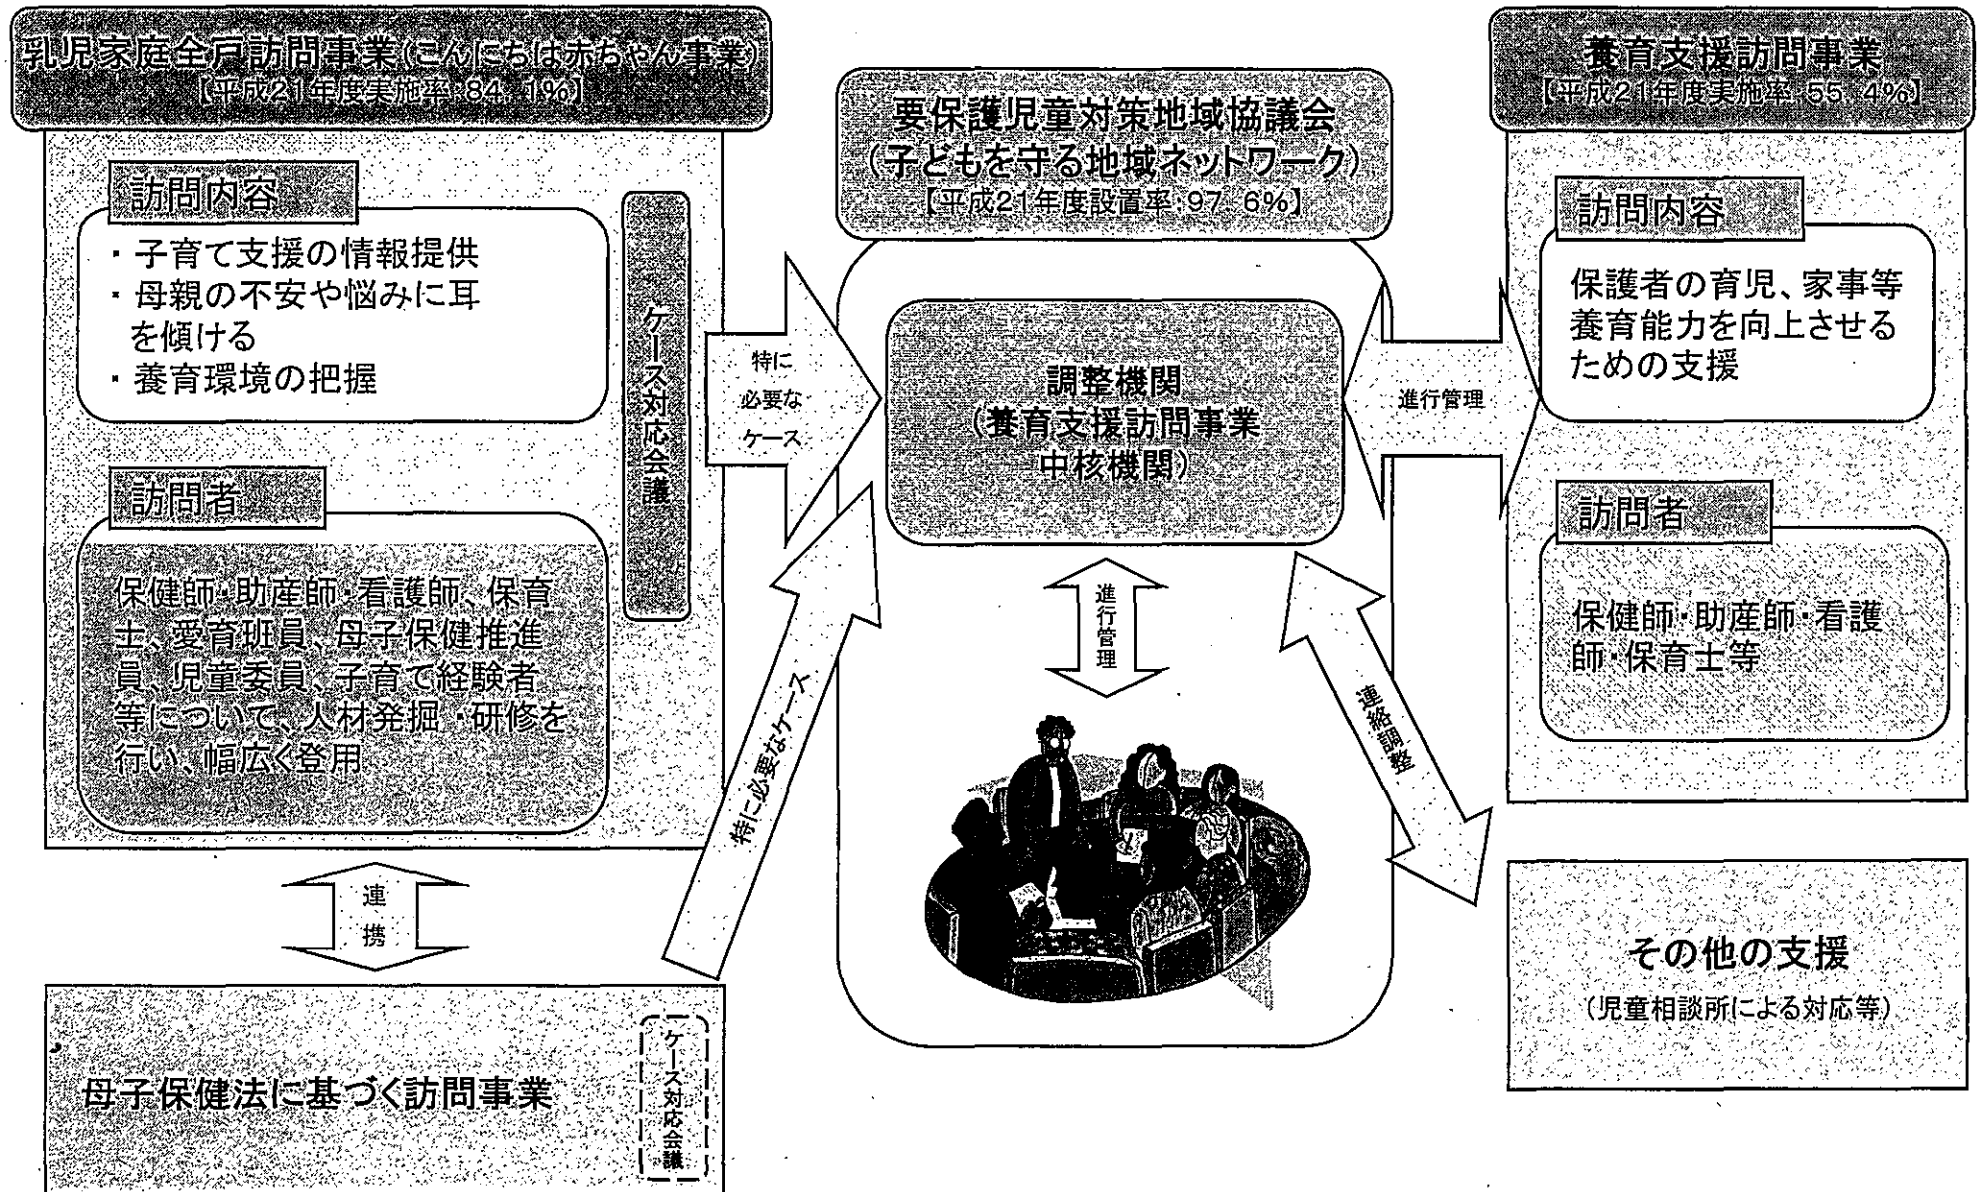 乳児家庭全戸訪問事業(こんにちは赤ちゃん事業)
【平成21年度実施率:84.1%】
訪問内容
・子育て支援の情報提供
・母親の不安や悩みに耳
を傾ける
・養育環境の把握
訪問者
保健師・助産師・看護師、保育
士、愛育班員、母子保健推進
員、児童委員、子育て経験者
等について、人材発掘・研修を
行い、幅広く登用
ケース対応会議
連
携
母子保健法に基づく訪問事業
ケース対応会議
特に
必要な
ケース
特に必要なケース
要保護児童対策地域協議会
(子どもを守る地域ネットワーク)
【平成21年度設置率:97.6%】
調整機関
(養育支援訪問事業
中核機関)
進行管理
進行管理
連絡調整
養育支援訪問事業
【平成21年度実施率:55.4%】
訪問内容
保護者の育児、家事等
養育能力を向上させる
ための支援
訪問者
保健師・助産師・看護
師・保育士等
その他の支援
(児童相談所による対応等)